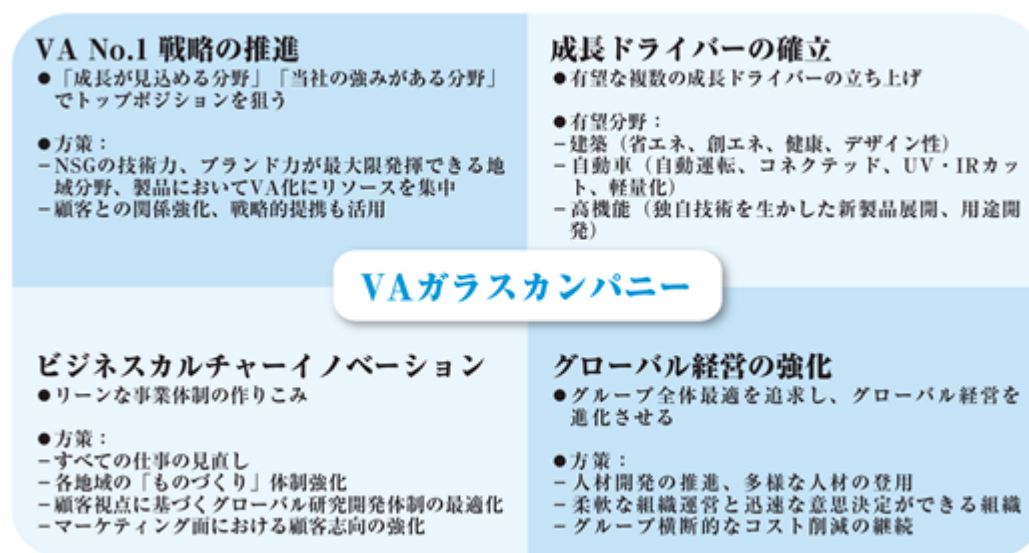 VA No.1 戦略の推進
●「成長が見込める分野」「当社の強みがある分野」
でトップポジションを狙う
●方策：
－NSGの技術力、ブランド力が最大限発揮できる地
域分野、製品においてVA化にリソースを集中
－顧客との関係強化、戦略的提携も活用
成長ドライバーの確立
●有望な複数の成長ドライバーの立ち上げ
●有望分野：
－建築（省エネ、創エネ、健康、デザイン性）
－自動車（自動運転、コネクテッド、UV・IRカッ
ト、軽量化）
－高機能（独自技術を生かした新製品展開、用途開
発）
VAガラスカンパニー
ビジネスカルチャーイノベーション
●リーンな事業体制の作りこみ
●方策：
－すべての仕事の見直し
－各地域の「ものづくり」体制強化
－顧客視点に基づくグローバル研究開発体制の最適化
－マーケティング面における顧客志向の強化
グローバル経営の強化
●グループ全体最適を追求し、グローバル経営を
進化させる
●方策：
－人材開発の推進、多様な人材の登用
－柔軟な組織運営と迅速な意思決定ができる組織
－グループ横断的なコスト削減の継続